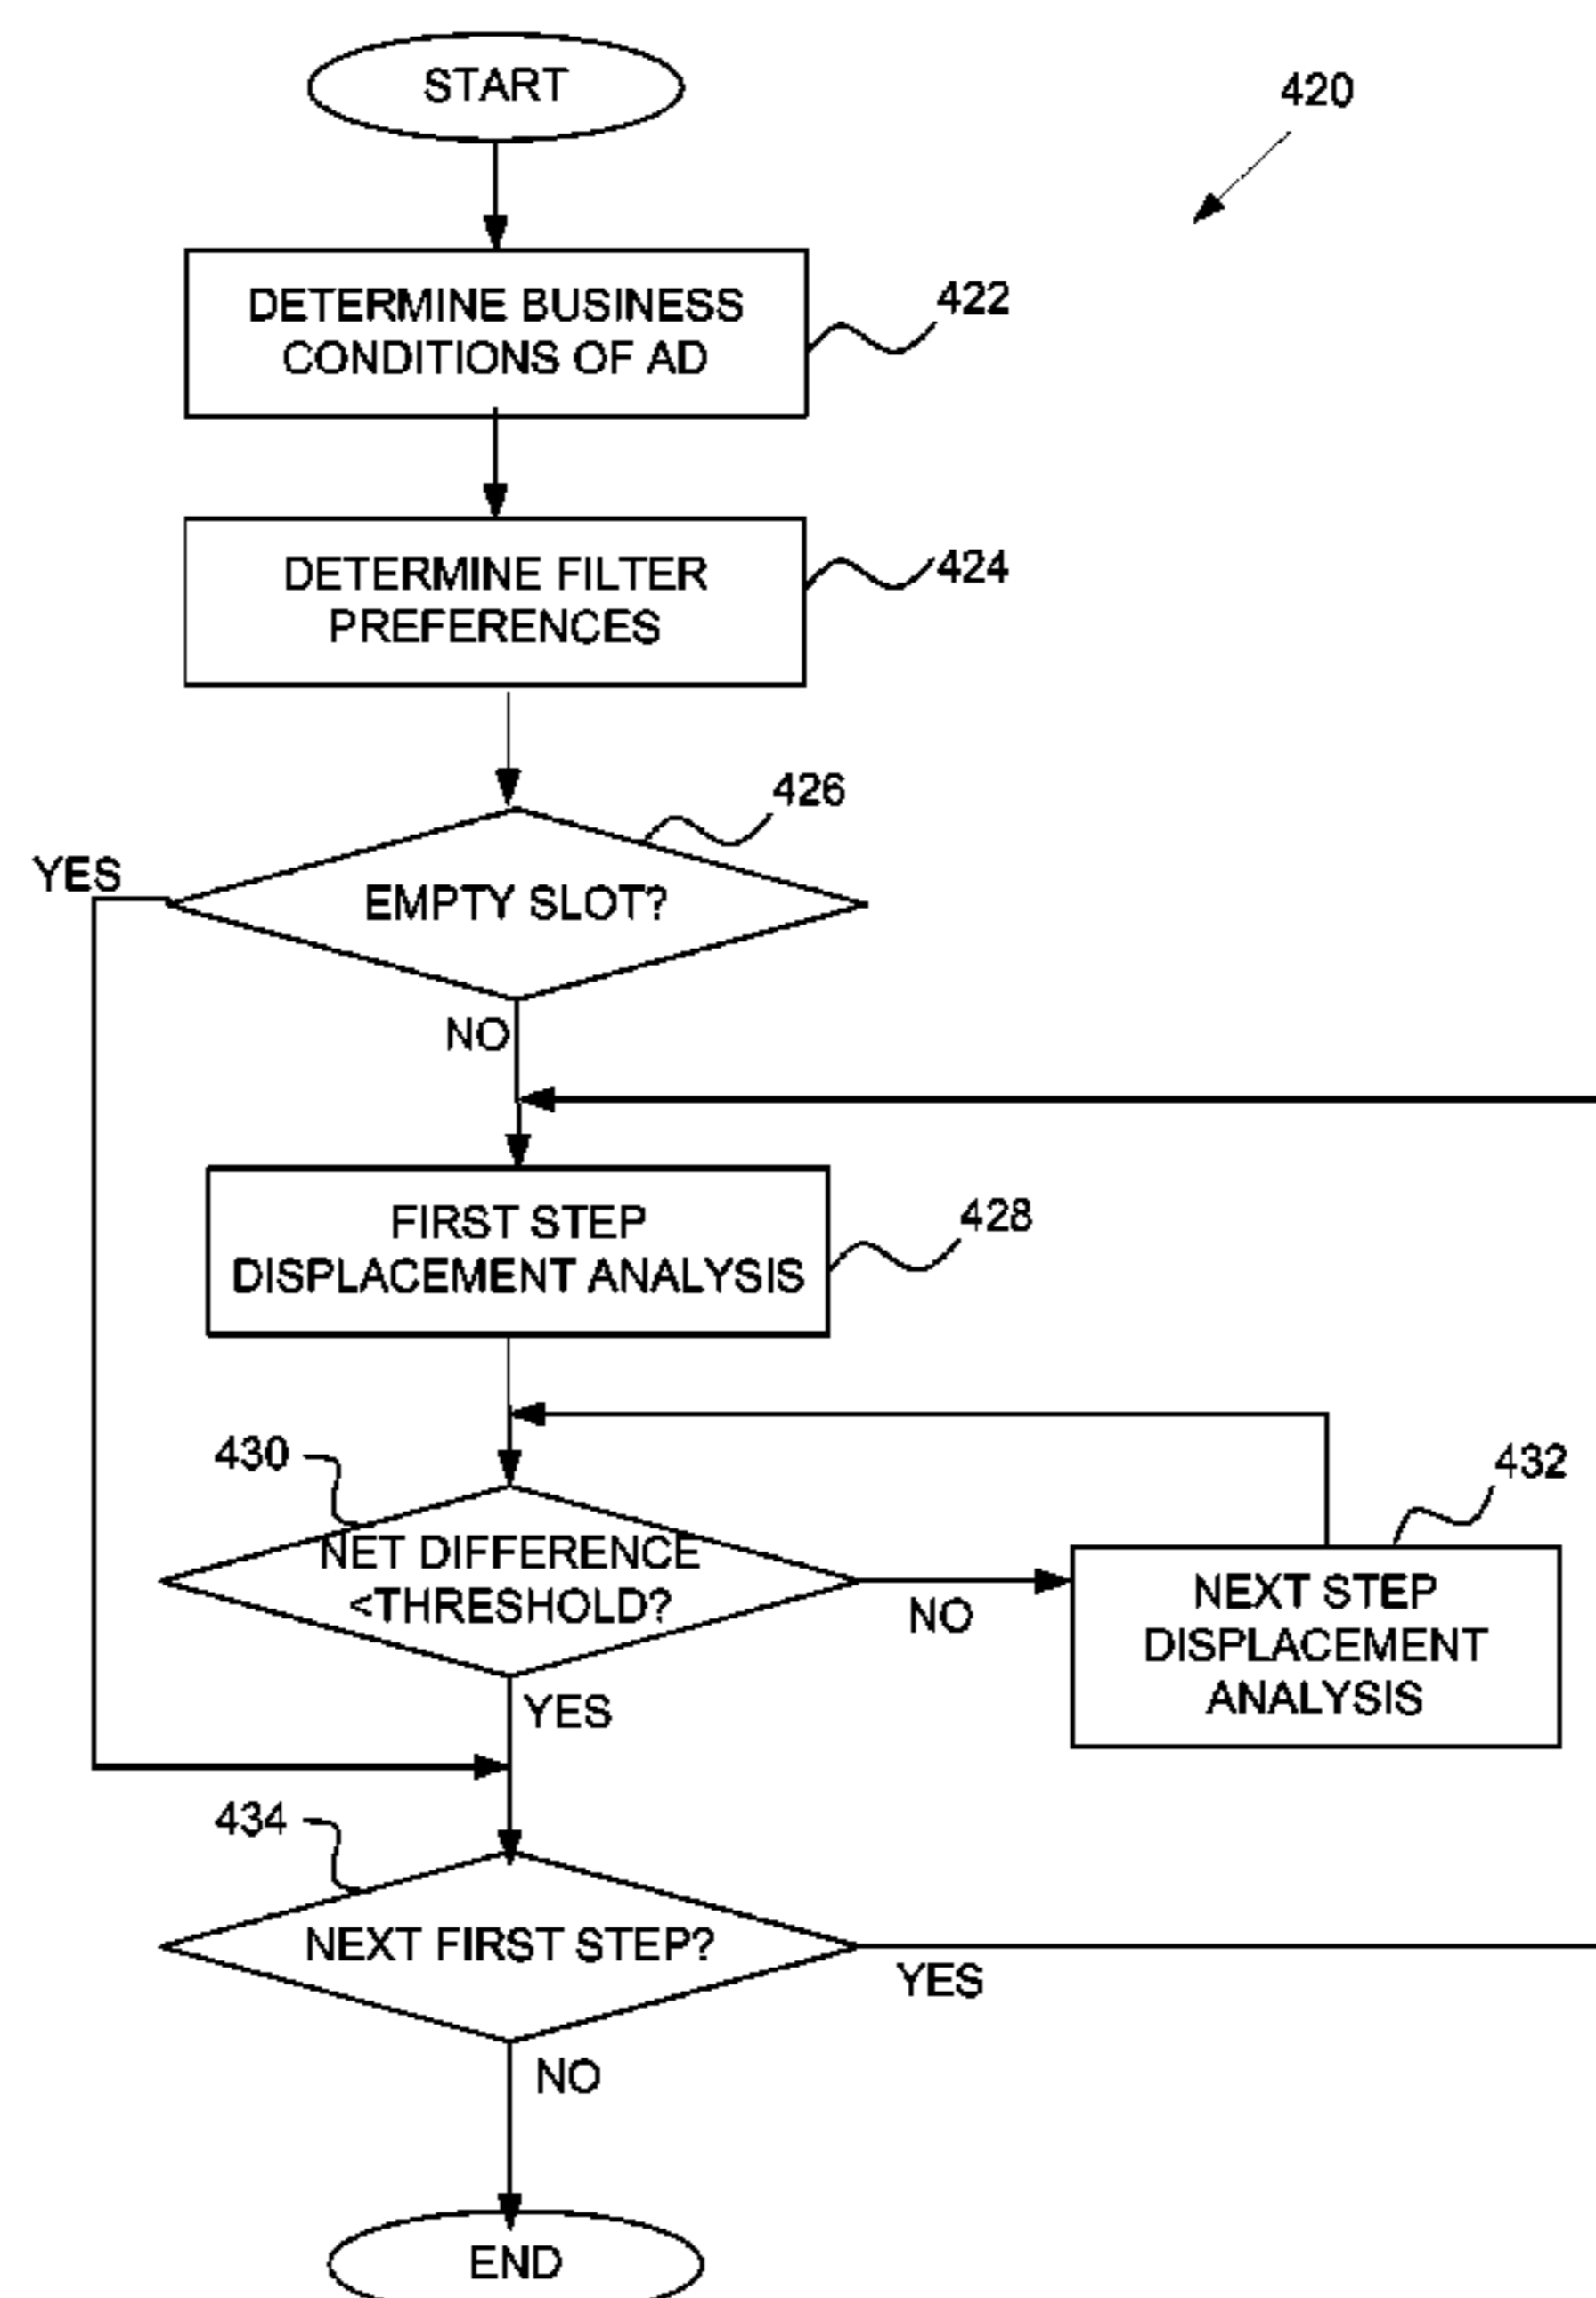 START
420
DETERMINE BUSINESS
CONDITIONS OF AD
422
DETERMINE FILTER
PREFERENCES
424
426
YES
EMPTY SLOT?
NO
FIRST STEP
DISPLACEMENT ANALYSIS
428
430
NET DIFFERENCE
<THRESHOLD?
NO
432
NEXT STEP
DISPLACEMENT
ANALYSIS
YES
434
NEXT FIRST STEP?
YES
NO
END